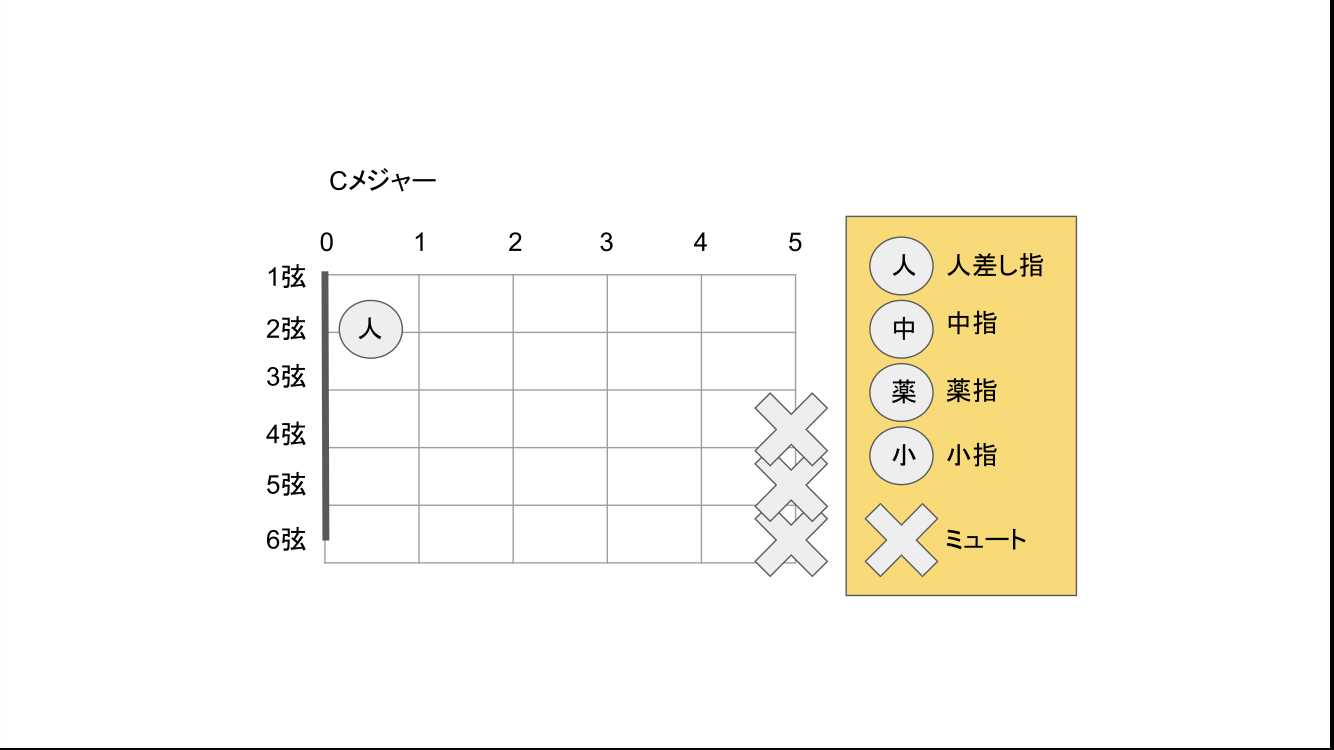 Cメジャー
0 1 2 3 4 5
1弦
2弦
人
3弦
4弦
5弦
6弦
人 人差し指
中 中指
薬 薬指
小 小指
ミュート